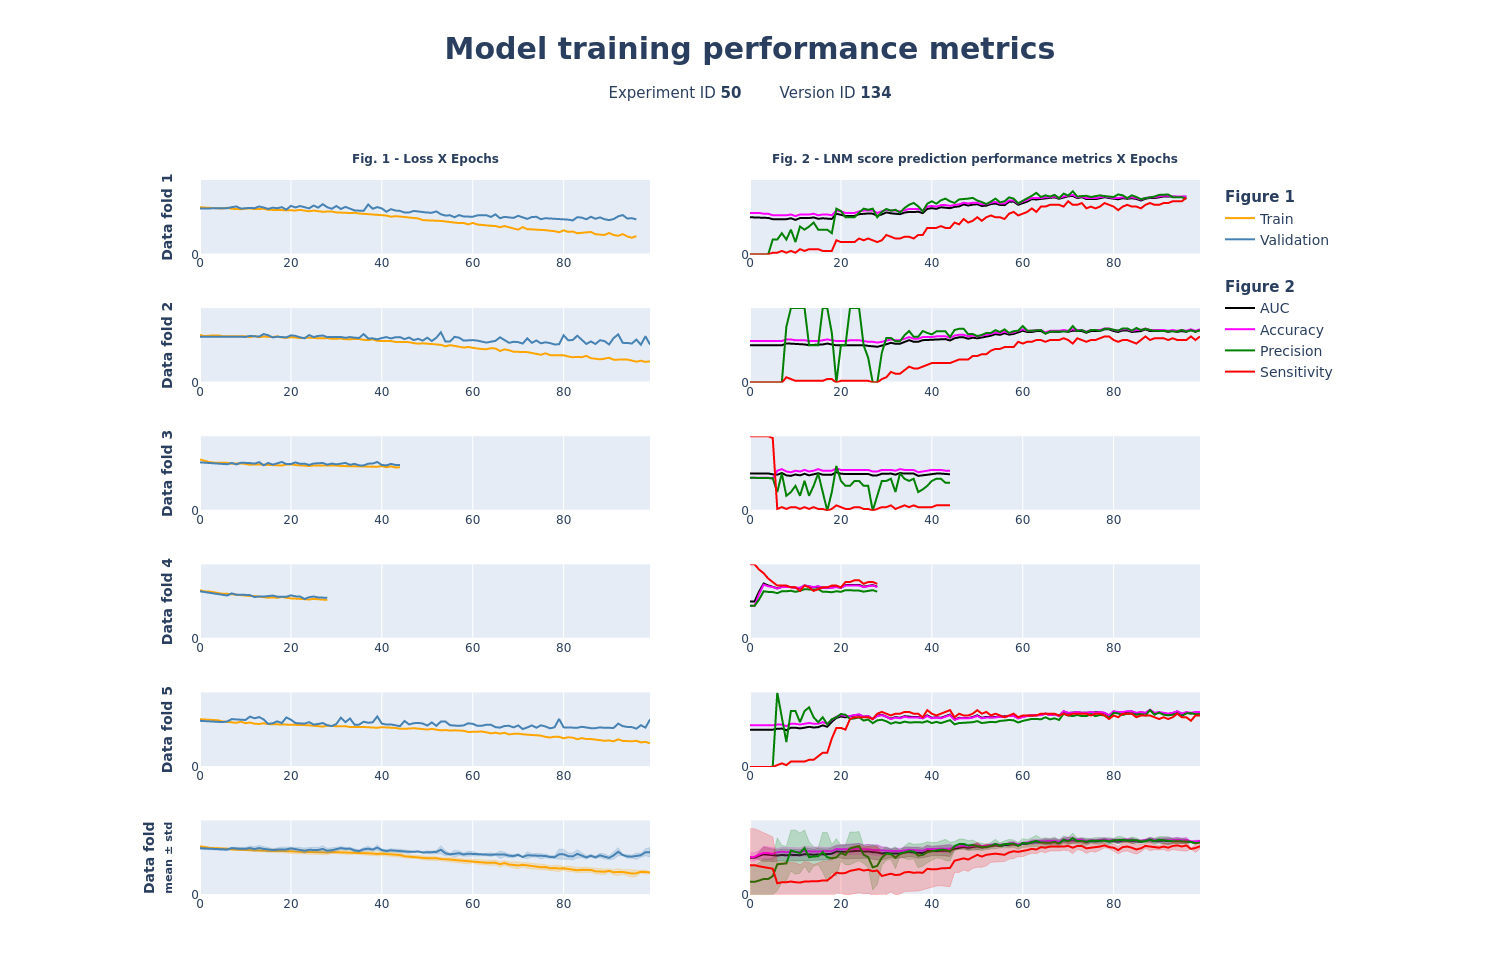 Model training performance metrics
Experiment ID 50 Version ID 134
Fig. 1 - Loss X Epochs
Fig. 2 - LNM score prediction performance metrics X Epochs
Data fold 1
0
0 20 40 60 80
0
0 20 40 60 80
Figure 1
Train
Validation
Figure 2
AUC
Accuracy
Precision
Sensitivity
Data fold 2
0
0 20 40 60 80
0
0 20 40 60 80
Data fold 3
0
0 20 40 60 80
0
0 20 40 60 80
Data fold 4
0
0 20 40 60 80
0
0 20 40 60 80
Data fold 5
0
0 20 40 60 80
0
0 20 40 60 80
Data fold
mean ± std
0
0 20 40 60 80
0
0 20 40 60 80